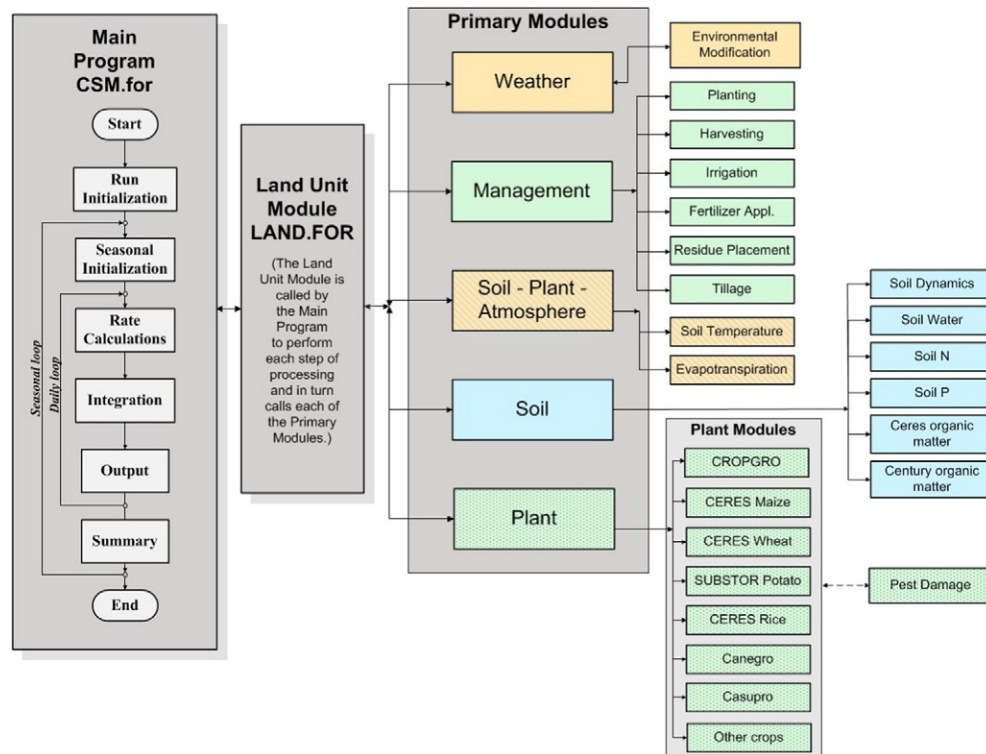 Main
Program
CSM.for
Start
Run
Initialization
Seasonal
Initialization
Rate
Calculations
Integration
Output
Summary
End
Seasonal loop
Daily loop
Land Unit
Module
LAND.FOR
(The Land
Unit Module is
called by
the Main
Program
to perform
each step of
processing
and in turn
calls each of
the Primary
Modules.)
Primary Modules
Weather
Management
Soil - Plant -
Atmosphere
Soil
Plant
Environmental
Modification
Planting
Harvesting
Irrigation
Fertilizer Appl.
Residue Placement
Tillage
Soil Temperature
Evapotranspiration
Soil Dynamics
Soil Water
Soil N
Soil P
Ceres organic
matter
Century organic
matter
Plant Modules
CROPGRO
CERES Maize
CERES Wheat
SUBSTOR Potato
CERES Rice
Canegro
Casupro
Other crops
Pest Damage